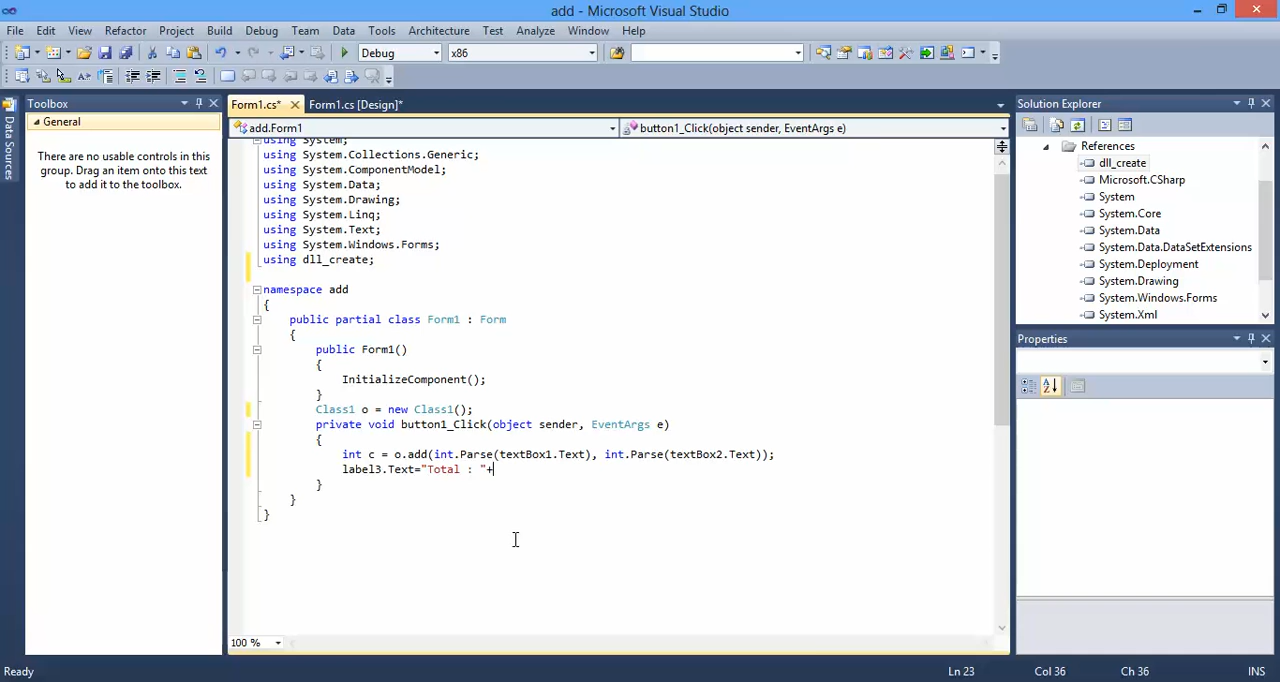 add - Microsoft Visual Studio
File Edit View Refactor Project Build Debug Team Data Tools Architecture Test Analyze Window Help
Debug x86
Data Sources
Toolbox
General
There are no usable controls in this
group. Drag an item onto this text
to add it to the toolbox.
Form1.cs* Form1.cs [Design]*
add.Form1 button1_Click(object sender, EventArgs e)
using System;
using System.Collections.Generic;
using System.ComponentModel;
using System.Data;
using System.Drawing;
using System.Linq;
using System.Text;
using System.Windows.Forms;
using dll_create;
namespace add
{
public partial class Form1 : Form
{
public Form1()
{
InitializeComponent();
}
Class1 o = new Class1();
private void button1_Click(object sender, EventArgs e)
{
int c = o.add(int.Parse(textBox1.Text), int.Parse(textBox2.Text));
label3.Text="Total : "+
}
}
}
100 %
Solution Explorer
References
dll_create
Microsoft.CSharp
System
System.Core
System.Data
System.Data.DataSetExtensions
System.Deployment
System.Drawing
System.Windows.Forms
System.Xml
Properties
Ready Ln 23 Col 36 Ch 36 INS